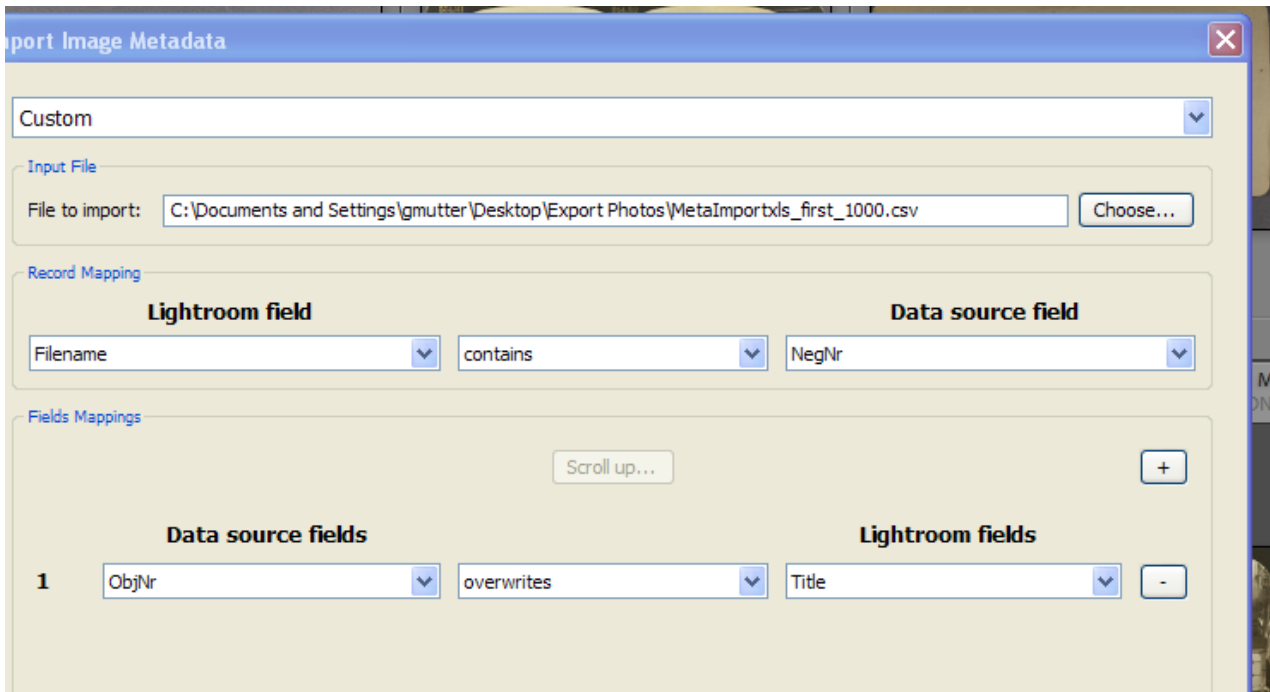 port Image Metadata
Custom
Input File
File to import: C:\Documents and Settings\gmutter\Desktop\Export Photos\MetaImportxls_first_1000.csv Choose...
Record Mapping
Lightroom field Data source field
Filename contains NegNr
Fields Mappings
Scroll up... +
Data source fields Lightroom fields
1 ObjNr overwrites Title -